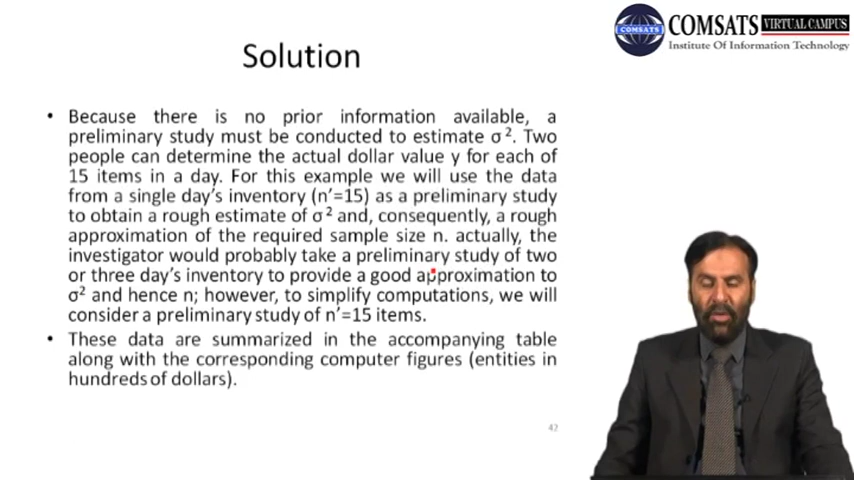 COMSATS VIRTUAL CAMPUS
Institute Of Information Technology
COMSATS
Solution
• Because there is no prior information available, a
preliminary study must be conducted to estimate σ². Two
people can determine the actual dollar value y for each of
15 items in a day. For this example we will use the data
from a single day's inventory (n'=15) as a preliminary study
to obtain a rough estimate of σ² and, consequently, a rough
approximation of the required sample size n. actually, the
investigator would probably take a preliminary study of two
or three day's inventory to provide a good approximation to
σ² and hence n; however, to simplify computations, we will
consider a preliminary study of n'=15 items.
• These data are summarized in the accompanying table
along with the corresponding computer figures (entities in
hundreds of dollars).
42